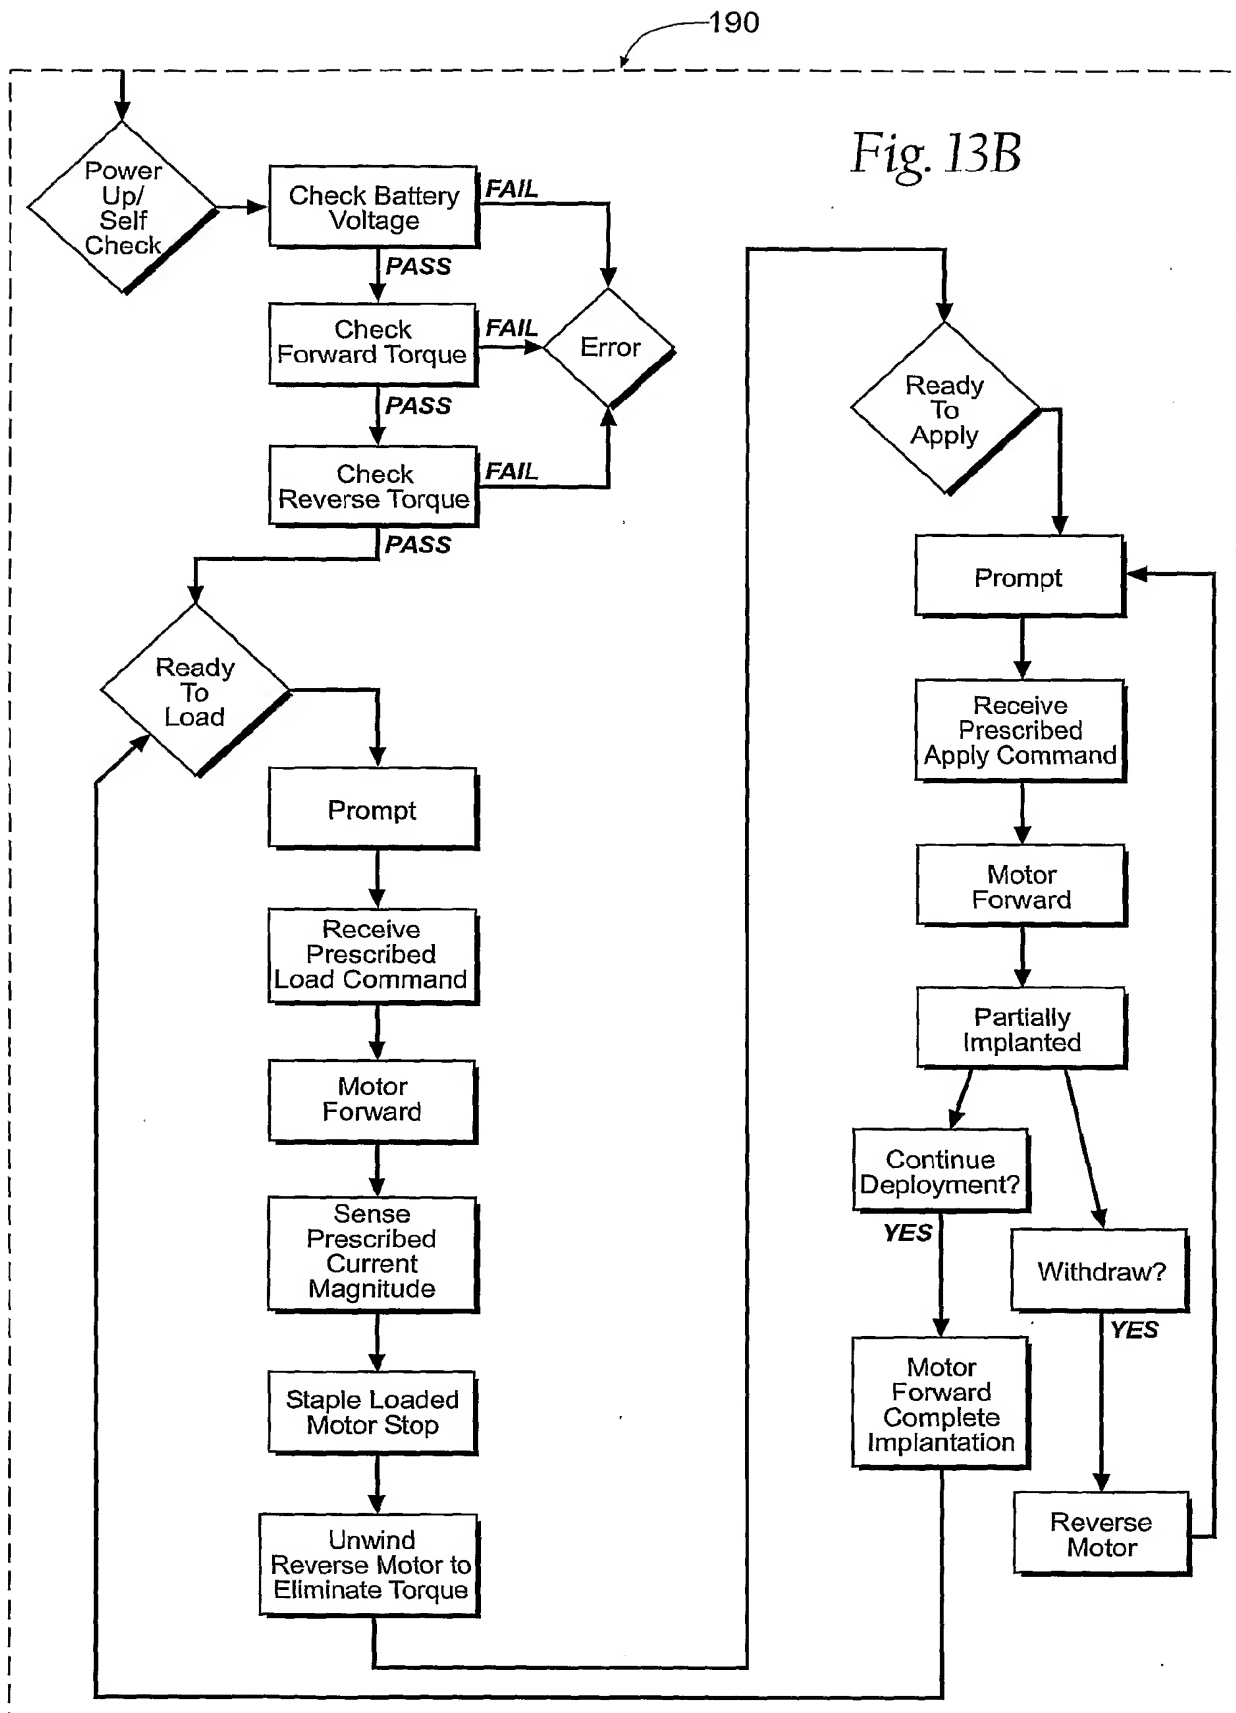 190
Fig. 13B
Power
Up/
Self
Check
Check Battery
Voltage
FAIL
PASS
Check
Forward Torque
FAIL
Error
PASS
Check
Reverse Torque
FAIL
PASS
Ready
To
Load
Prompt
Receive
Prescribed
Load Command
Motor
Forward
Sense
Prescribed
Current
Magnitude
Staple Loaded
Motor Stop
Unwind
Reverse Motor to
Eliminate Torque
Ready
To
Apply
Prompt
Receive
Prescribed
Apply Command
Motor
Forward
Partially
Implanted
Continue
Deployment?
YES
Withdraw?
YES
Motor
Forward
Complete
Implantation
Reverse
Motor